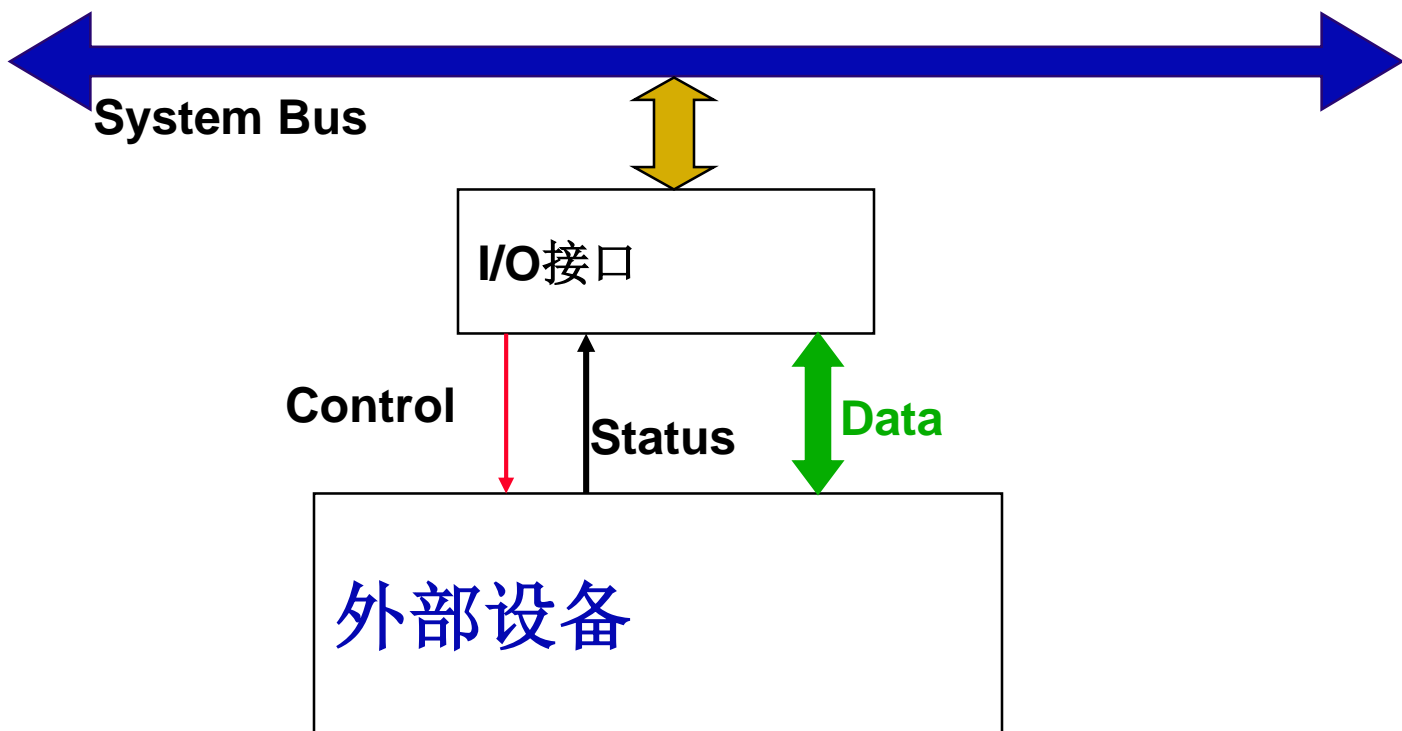 System Bus
I/O接口
Control
Status
Data
外部设备